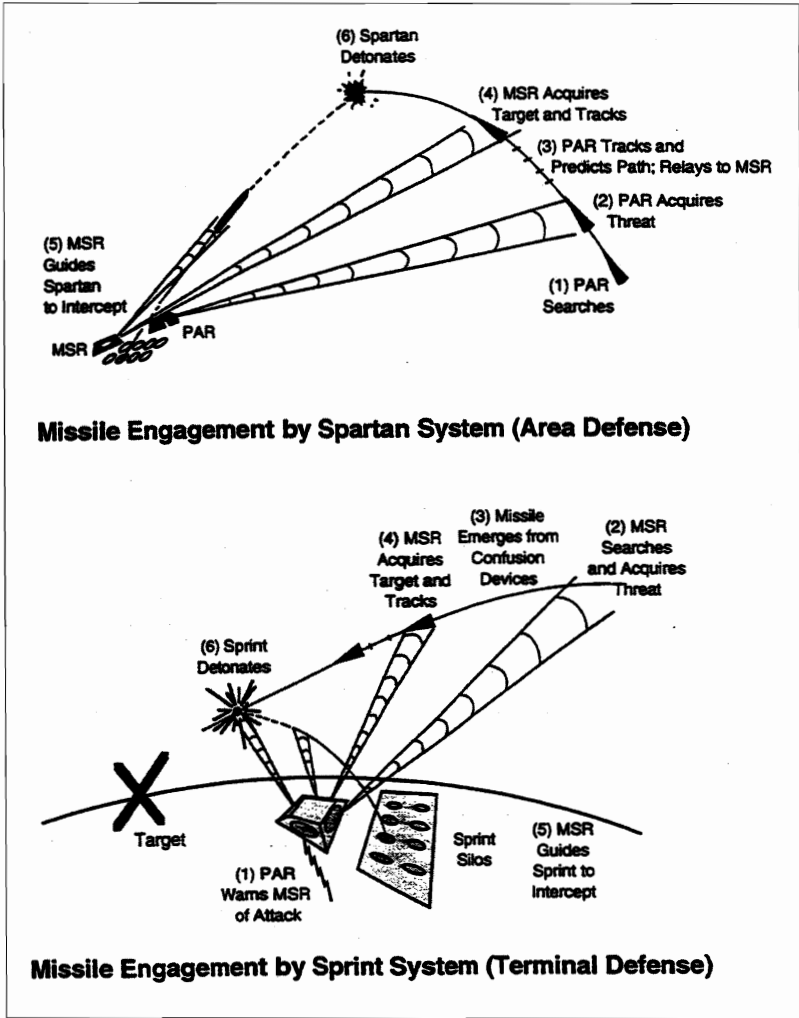 (6) Spartan
Detonates
(4) MSR Acquires
Target and Tracks
(3) PAR Tracks and
Predicts Path; Relays to MSR
(2) PAR Acquires
Threat
(1) PAR
Searches
(5) MSR
Guides
Spartan
to Intercept
MSR
PAR
Missile Engagement by Spartan System (Area Defense)
(3) Missile
Emerges from
Confusion
Devices
(2) MSR
Searches
and Acquires
Threat
(4) MSR
Acquires
Target and
Tracks
(6) Sprint
Detonates
Target
(1) PAR
Warns MSR
of Attack
Sprint
Silos
(5) MSR
Guides
Sprint to
Intercept
Missile Engagement by Sprint System (Terminal Defense)